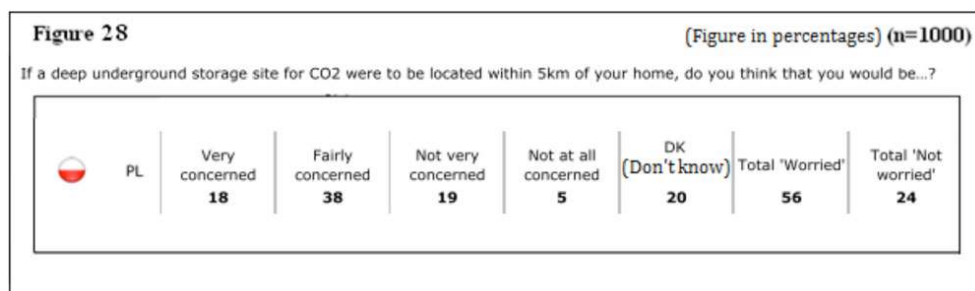 Figure 28 (Figure in percentages) (n=1000)
If a deep underground storage site for CO2 were to be located within 5km of your home, do you think that you would be...?
PL
Very concerned
18
Fairly concerned
38
Not very concerned
19
Not at all concerned
5
DK (Don't know)
20
Total 'Worried'
56
Total 'Not worried'
24